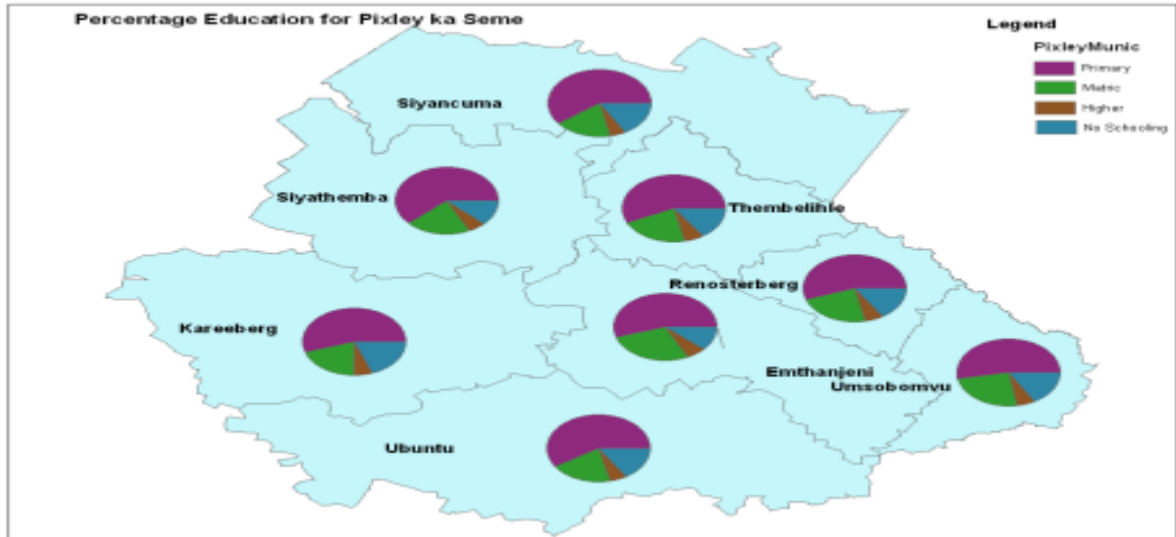 Percentage Education for Pixley ka Seme
Legend
PixleyMunic
Primary
Matric
Higher
No Schooling
Siyancuma
Siyathemba
Thembelihle
Renosterberg
Kareeberg
Emthanjeni
Umsobomvu
Ubuntu